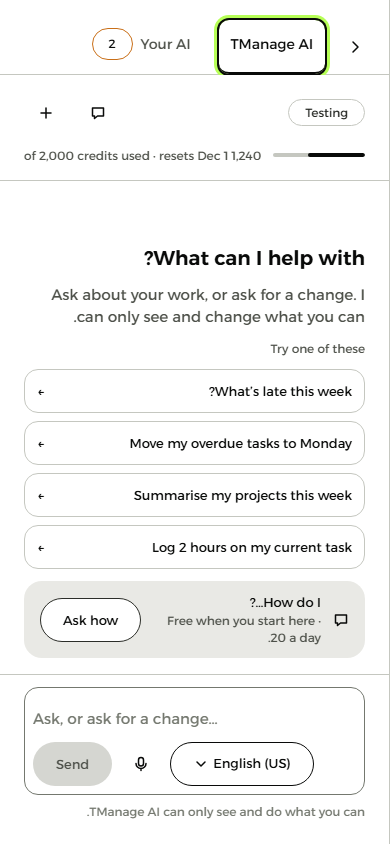 TManage AI
Your AI
2
Testing
of 2,000 credits used · resets Dec 1 1,240
?What can I help with
Ask about your work, or ask for a change. I
.can only see and change what you can
Try one of these
?What's late this week
←
Move my overdue tasks to Monday
←
Summarise my projects this week
←
Log 2 hours on my current task
←
?...How do I
Free when you start here ·
.20 a day
Ask how
Ask, or ask for a change...
English (US)
Send
.TManage AI can only see and do what you can